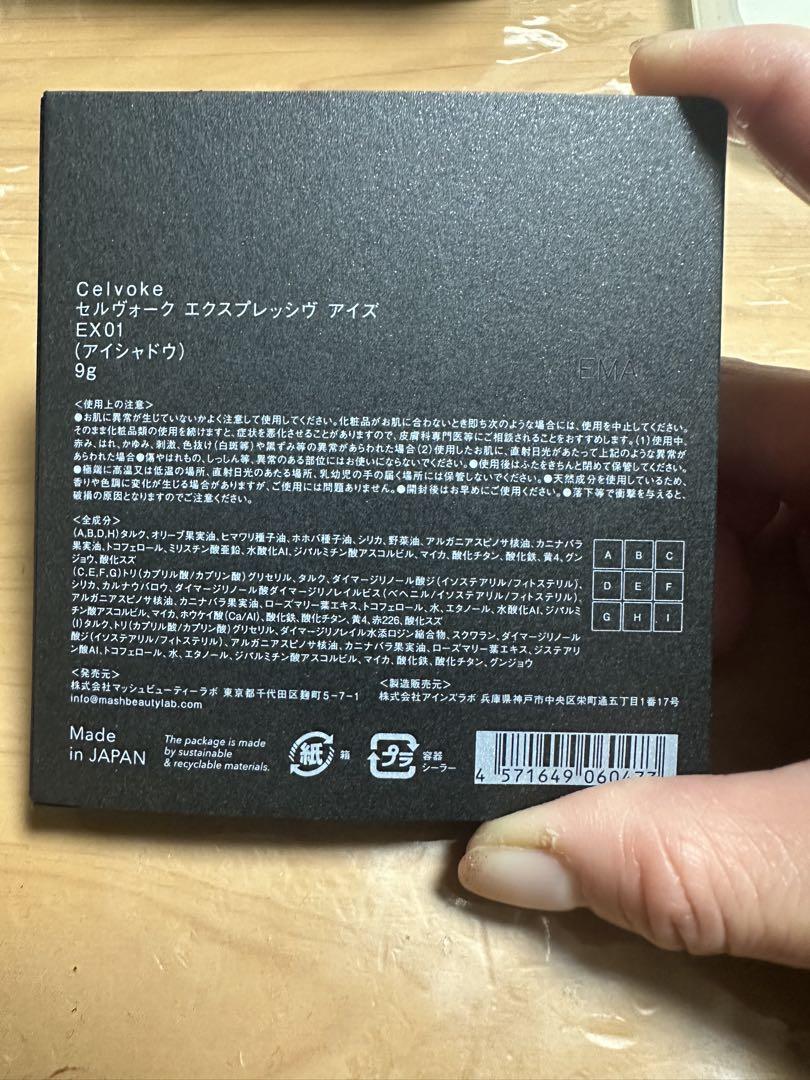 Celvoke
セルヴォーク エクスプレッシヴ アイズ
EX01
(アイシャドウ)
9g
EMA
<使用上の注意>
●お肌に異常が生じていないかよく注意して使用してください。化粧品がお肌に合わないとき即ち次のような場合には、使用を中止してください。
そのまま化粧品類の使用を続けますと、症状を悪化させることがありますので、皮膚科専門医等にご相談されることをおすすめします。(1)使用中、
赤み、はれ、かゆみ、刺激、色抜け(白斑等)や黒ずみ等の異常があらわれた場合(2)使用したお肌に、直射日光があたって上記のような異常が
あらわれた場合●傷やはれもの、しっしん等、異常のある部位にはお使いにならないでください。●使用後はふたをきちんと閉めて保管してください。
●極端に高温又は低温の場所、直射日光のあたる場所、乳幼児の手の届く場所には保管しないでください。●天然成分を使用しているため、
香りや色調に変化が生じる場合がありますが、ご使用には問題ありません。●開封後はお早めにご使用ください。●落下等で衝撃を与えると、
破損の原因となりますのでご注意ください。
<全成分>
(A,B,D,H)タルク、オリーブ果実油、ヒマワリ種子油、ホホバ種子油、シリカ、野菜油、アルガニアスピノサ核油、カニナバラ
果実油、トコフェロール、ミリスチン酸亜鉛、水酸化Al、ジパルミチン酸アスコルビル、マイカ、酸化チタン、酸化鉄、黄4、グン
ジョウ、酸化スズ
(C,E,F,G)トリ(カプリル酸/カプリン酸)グリセリル、タルク、ダイマージリノール酸ジ(イソステアリル/フィトステリル)、
シリカ、カルナウバロウ、ダイマージリノール酸ダイマージリノレイルビス(ベヘニル/イソステアリル/フィトステリル)、
アルガニアスピノサ核油、カニナバラ果実油、ローズマリー葉エキス、トコフェロール、水、エタノール、水酸化Al、ジパルミ
チン酸アスコルビル、マイカ、ホウケイ酸(Ca/Al)、酸化鉄、酸化チタン、黄4、赤226、酸化スズ
(I)タルク、トリ(カプリル酸/カプリン酸)グリセリル、ダイマージリノレイル水添ロジン縮合物、スクワラン、ダイマージリノール
酸ジ(イソステアリル/フィトステリル)、アルガニアスピノサ核油、カニナバラ果実油、ローズマリー葉エキス、ジステアリ
ン酸Al、トコフェロール、水、エタノール、ジパルミチン酸アスコルビル、マイカ、酸化鉄、酸化チタン、グンジョウ
A B C
D E F
G H I
<発売元>
株式会社マッシュビューティーラボ 東京都千代田区麹町5-7-1
info@mashbeautylab.com
<製造販売元>
株式会社アインズラボ 兵庫県神戸市中央区栄町通五丁目1番17号
Made
in JAPAN
The package is made
by sustainable
& recyclable materials.
紙 箱
プラ 容器
シーラー
4 571649 060477